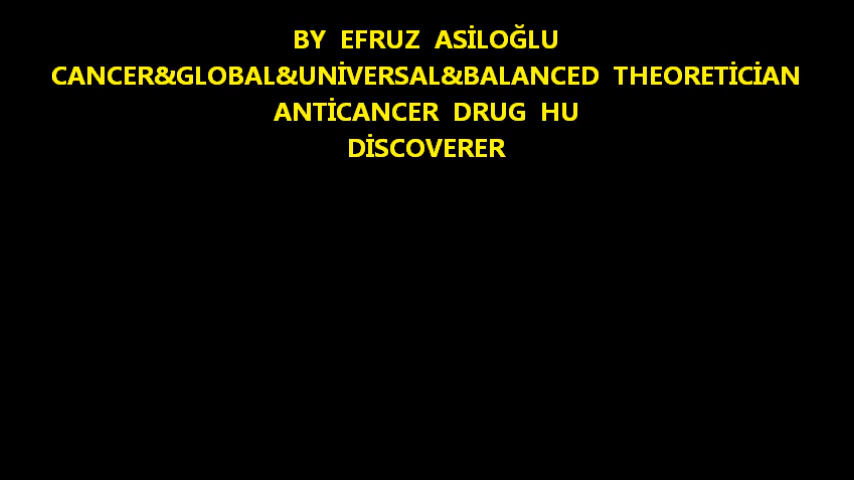 BY EFRUZ ASİLOĞLU
CANCER&GLOBAL&UNİVERSAL&BALANCED THEORETİCİAN
ANTİCANCER DRUG HU
DİSCOVERER